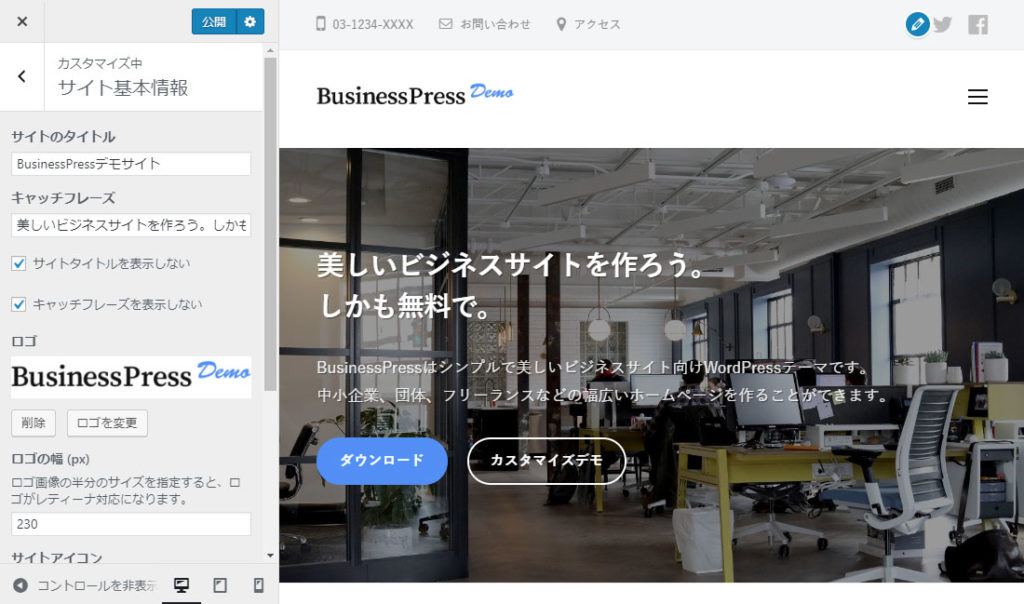 公開
カスタマイズ中
サイト基本情報
サイトのタイトル
BusinessPressデモサイト
キャッチフレーズ
美しいビジネスサイトを作ろう。しかも
サイトタイトルを表示しない
キャッチフレーズを表示しない
ロゴ
BusinessPress Demo
削除
ロゴを変更
ロゴの幅 (px)
ロゴ画像の半分のサイズを指定すると、ロ
ゴがレティーナ対応になります。
230
サイトアイコン
コントロールを非表示
03-1234-XXXX
お問い合わせ
アクセス
BusinessPress Demo
美しいビジネスサイトを作ろう。
しかも無料で。
BusinessPressはシンプルで美しいビジネスサイト向けWordPressテーマです。
中小企業、団体、フリーランスなどの幅広いホームページを作ることができます。
ダウンロード
カスタマイズデモ